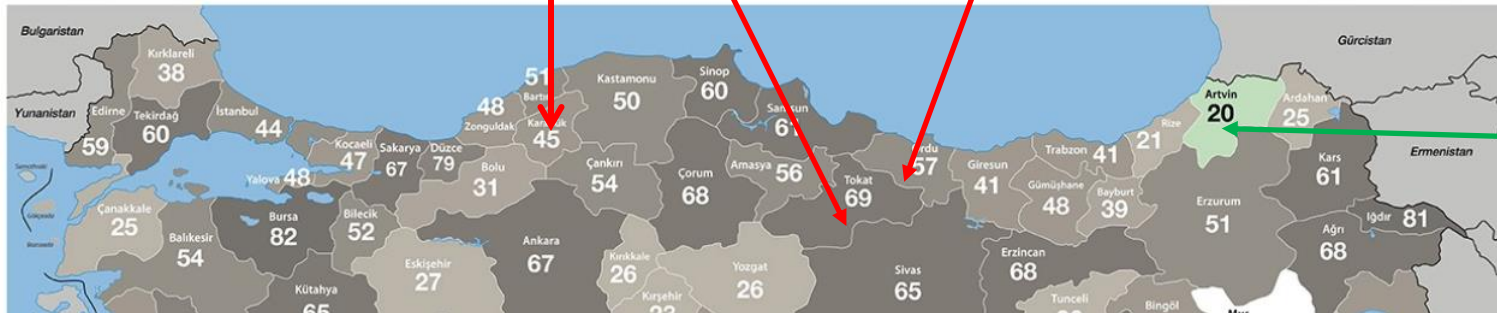 Bulgaristan
Gürcistan
Yunanistan
Ermenistan
Kırklareli
38
Edirne
59
Tekirdağ
60
İstanbul
44
Kocaeli
47
Sakarya
67
Düzce
79
Zonguldak
48
51
45
Kastamonu
50
Sinop
60
Samsun
61
Ordu
57
Giresun
41
Trabzon
41
Rize
21
Artvin
20
Ardahan
25
Yalova
48
Bolu
31
Çankırı
54
Çorum
68
Amasya
56
Tokat
69
Gümüşhane
48
Bayburt
39
Erzurum
51
Kars
61
Iğdır
81
Ağrı
68
Çanakkale
25
Balıkesir
54
Bursa
82
Bilecik
52
Kütahya
65
Eskişehir
27
Ankara
67
Kırıkkale
26
Kırşehir
23
Yozgat
26
Sivas
65
Erzincan
68
Tunceli
Bingöl